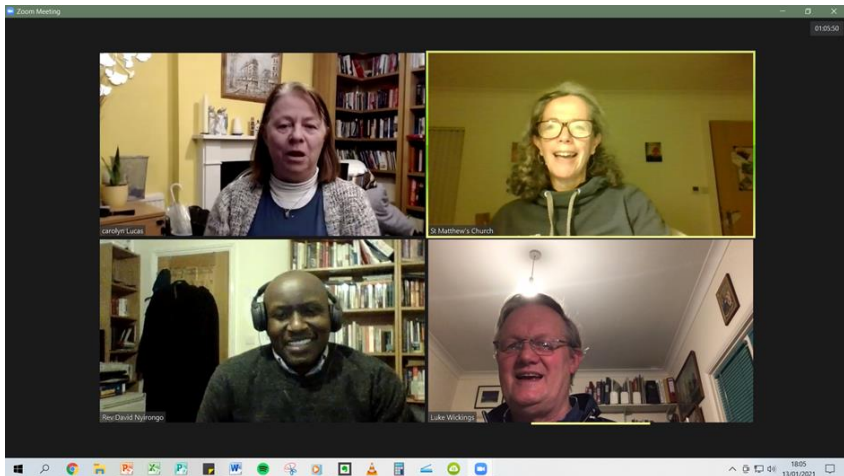 Zoom Meeting
01:05:50
carolyn Lucas
St Matthew's Church
Rev David Nyirongo
Luke Wickings
18:05
13/01/2021